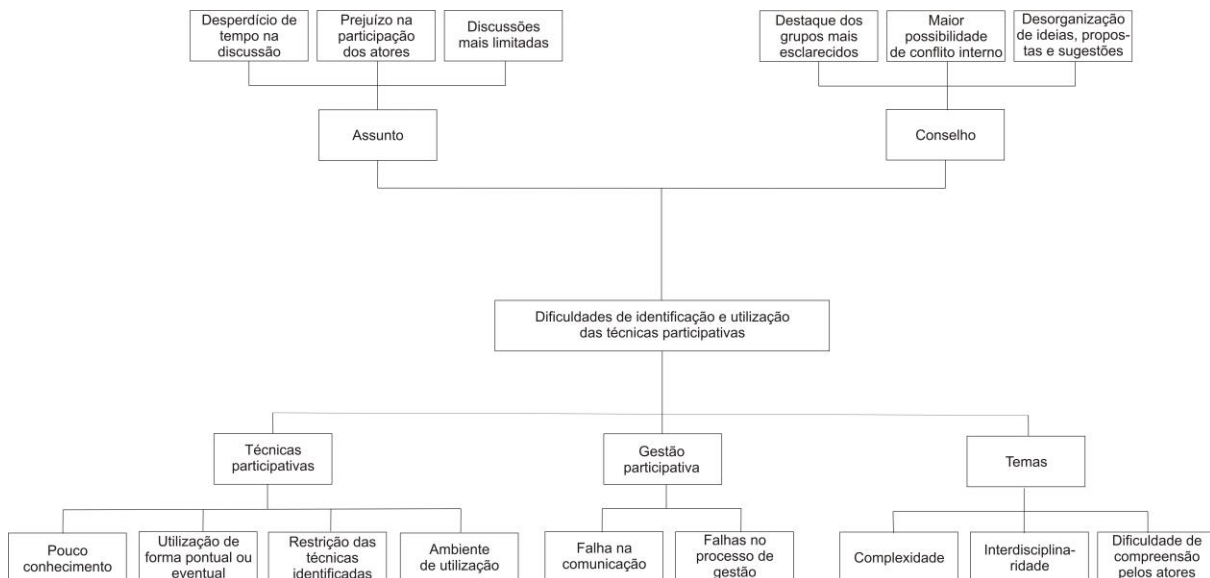 Desperdício de
tempo na
discussão
Prejuízo na
participação
dos atores
Discussões
mais limitadas
Destaque dos
grupos mais
esclarecidos
Maior
possibilidade
de conflito interno
Desorganização
de ideias, propos-
tas e sugestões
Assunto
Conselho
Dificuldades de identificação e utilização
das técnicas participativas
Técnicas
participativas
Gestão
participativa
Temas
Pouco
conhecimento
Utilização de
forma pontual ou
eventual
Restrição das
técnicas
identificadas
Ambiente
de utilização
Falha na
comunicação
Falhas no
processo de
gestão
Complexidade
Interdisciplina-
ridade
Dificuldade de
compreensão
pelos atores